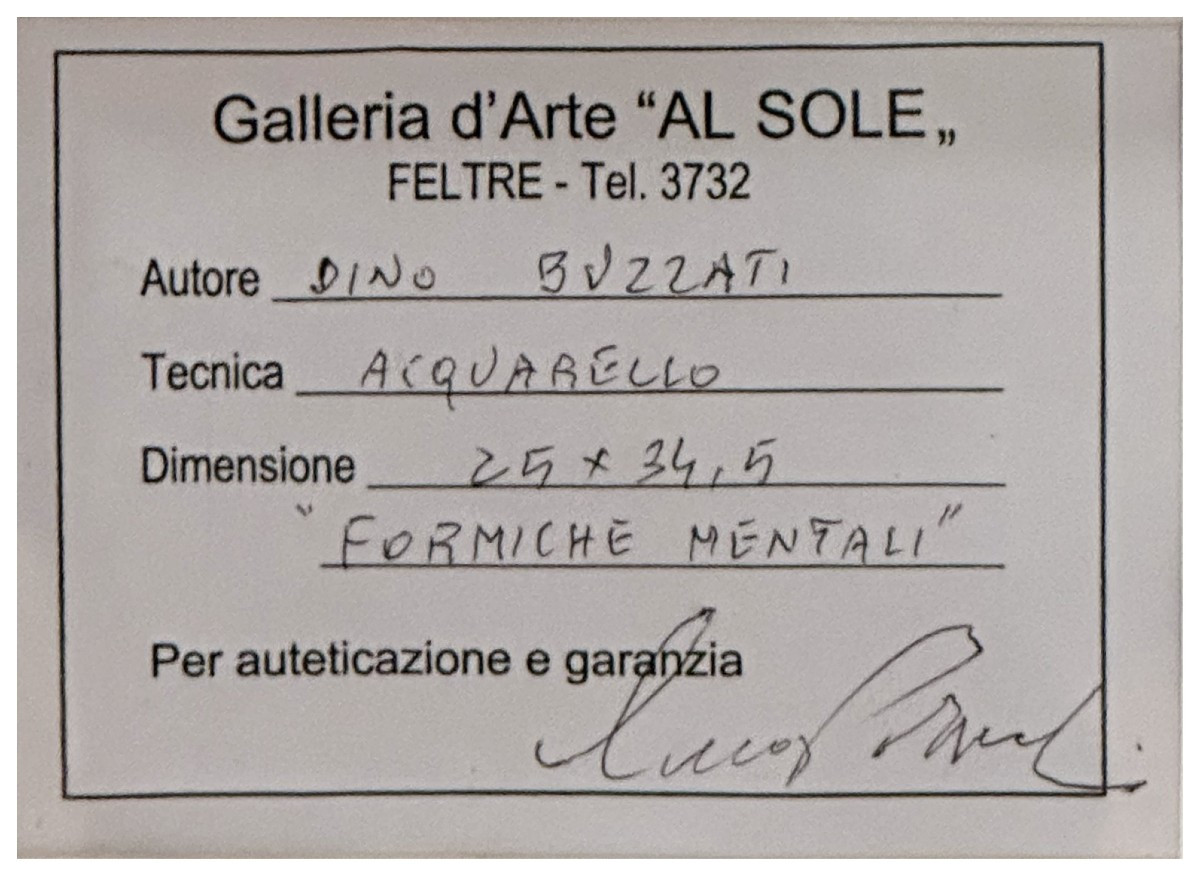 Galleria d'Arte “AL SOLE„
FELTRE - Tel. 3732
Autore DINO BUZZATI
Tecnica ACQUARELLO
Dimensione 25 x 34,5
"FORMICHE MENTALI"
Per auteticazione e garanzia